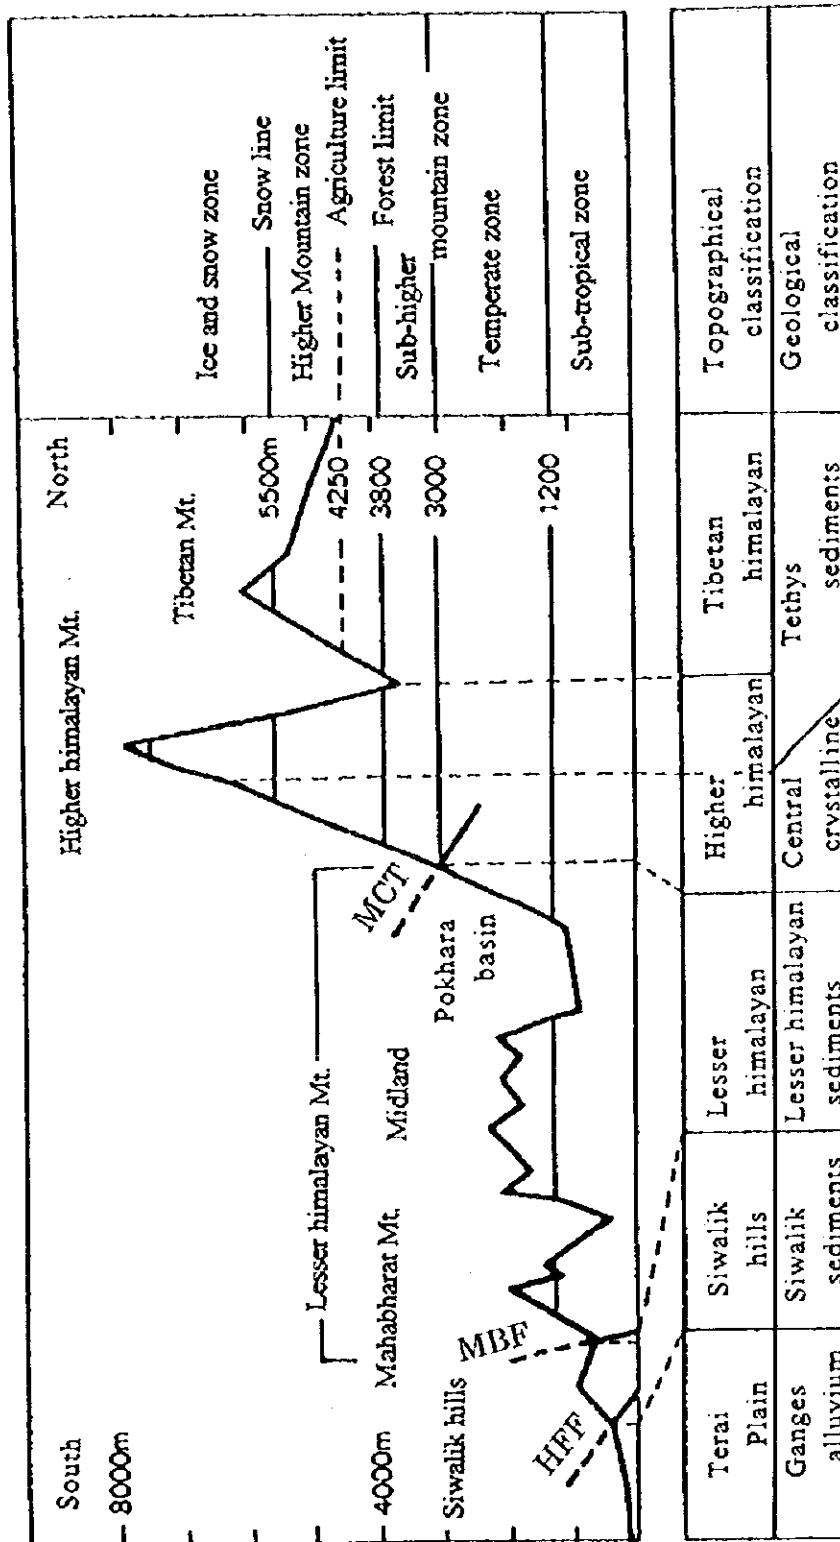 South
North
8000m
4000m
Higher himalayan Mt.
Tibetan Mt.
Lesser himalayan Mt.
Mahabharat Mt.
Midland
Pokhara
basin
Siwalik hills
HFF
MBF
MCT
5500m
4250
3800
3000
1200
Ice and snow zone
Snow line
Higher Mountain zone
Agriculture limit
Forest limit
Sub-higher
mountain zone
Temperate zone
Sub-tropical zone
Terai
Plain
Siwalik
hills
Lesser
himalayan
Higher
himalayan
Tibetan
himalayan
Topographical
classification
Ganges
alluvium
Siwalik
sediments
Lesser himalayan
sediments
Central
crystalline
Tethys
sediments
Geological
classification